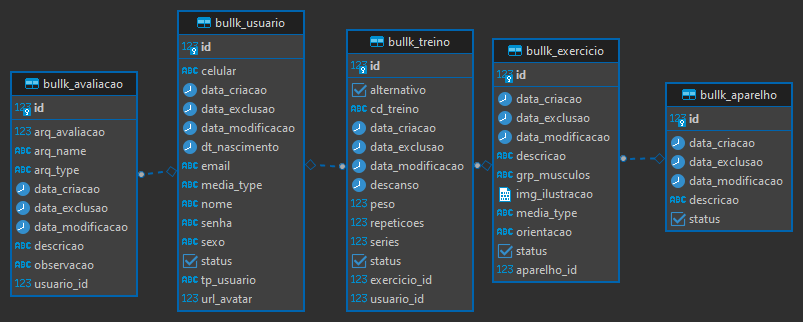 bullk_avaliacao
123 id
123 arq_avaliacao
ABC arq_name
ABC arq_type
data_criacao
data_exclusao
data_modificacao
ABC descricao
ABC observacao
123 usuario_id
bullk_usuario
123 id
ABC celular
data_criacao
data_exclusao
data_modificacao
dt_nascimento
ABC email
ABC media_type
ABC nome
ABC senha
ABC sexo
status
ABC tp_usuario
ABC url_avatar
bullk_treino
123 id
alternativo
ABC cd_treino
data_criacao
data_exclusao
data_modificacao
descanso
123 peso
123 repeticoes
123 series
status
123 exercicio_id
123 usuario_id
bullk_exercicio
123 id
data_criacao
data_exclusao
data_modificacao
ABC descricao
ABC grp_musculos
img_ilustracao
ABC media_type
ABC orientacao
status
123 aparelho_id
bullk_aparelho
123 id
data_criacao
data_exclusao
data_modificacao
ABC descricao
status